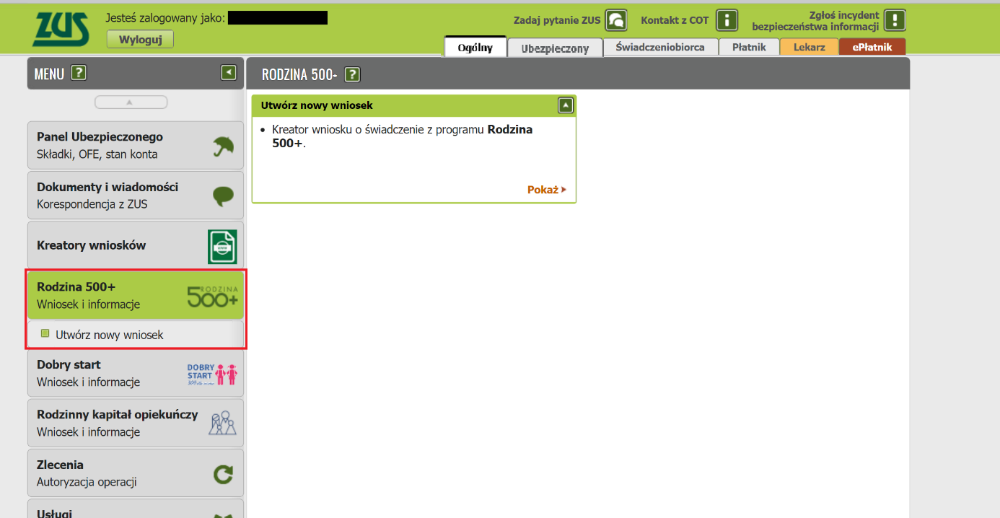 ZUS
Jesteś zalogowany jako:
Wyloguj
Zadaj pytanie ZUS
Kontakt z COT
Zgłoś incydent
bezpieczeństwa informacji
Ogólny
Ubezpieczony
Świadczeniobiorca
Płatnik
Lekarz
ePłatnik
MENU
RODZINA 500+
Panel Ubezpieczonego
Składki, OFE, stan konta
Dokumenty i wiadomości
Korespondencja z ZUS
Kreatory wniosków
Rodzina 500+
Wniosek i informacje
RODZINA
500+
Utwórz nowy wniosek
Dobry start
Wniosek i informacje
DOBRY
START
Rodzinny kapitał opiekuńczy
Wniosek i informacje
Zlecenia
Autoryzacja operacji
Usługi
Utwórz nowy wniosek
Kreator wniosku o świadczenie z programu Rodzina
500+.
Pokaż